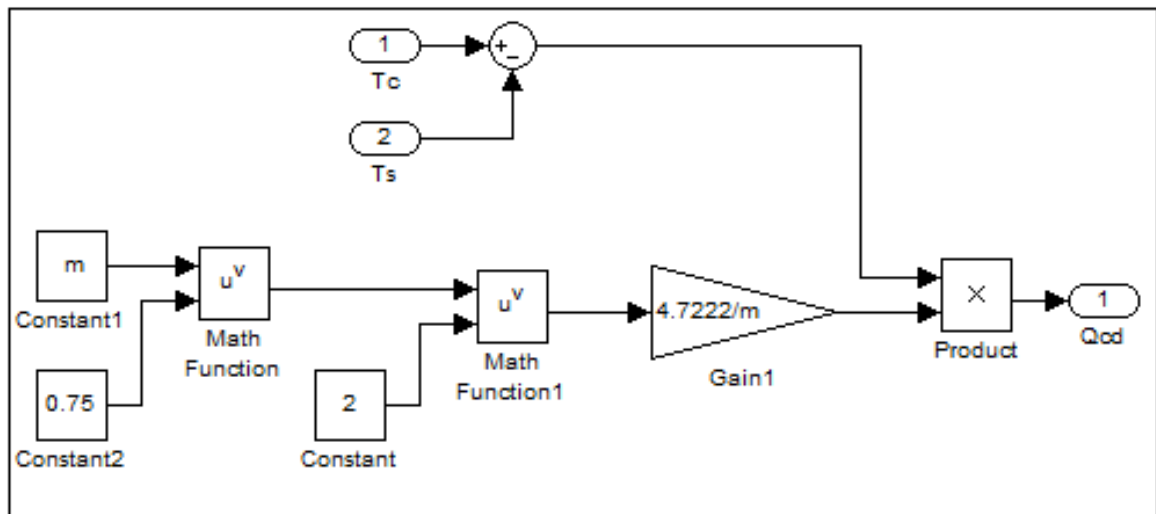 1
Tc
+
−
2
Ts
m
Constant1
u^v
Math
Function
0.75
Constant2
2
Constant
u^v
Math
Function1
4.7222/m
Gain1
×
Product
1
Qcd